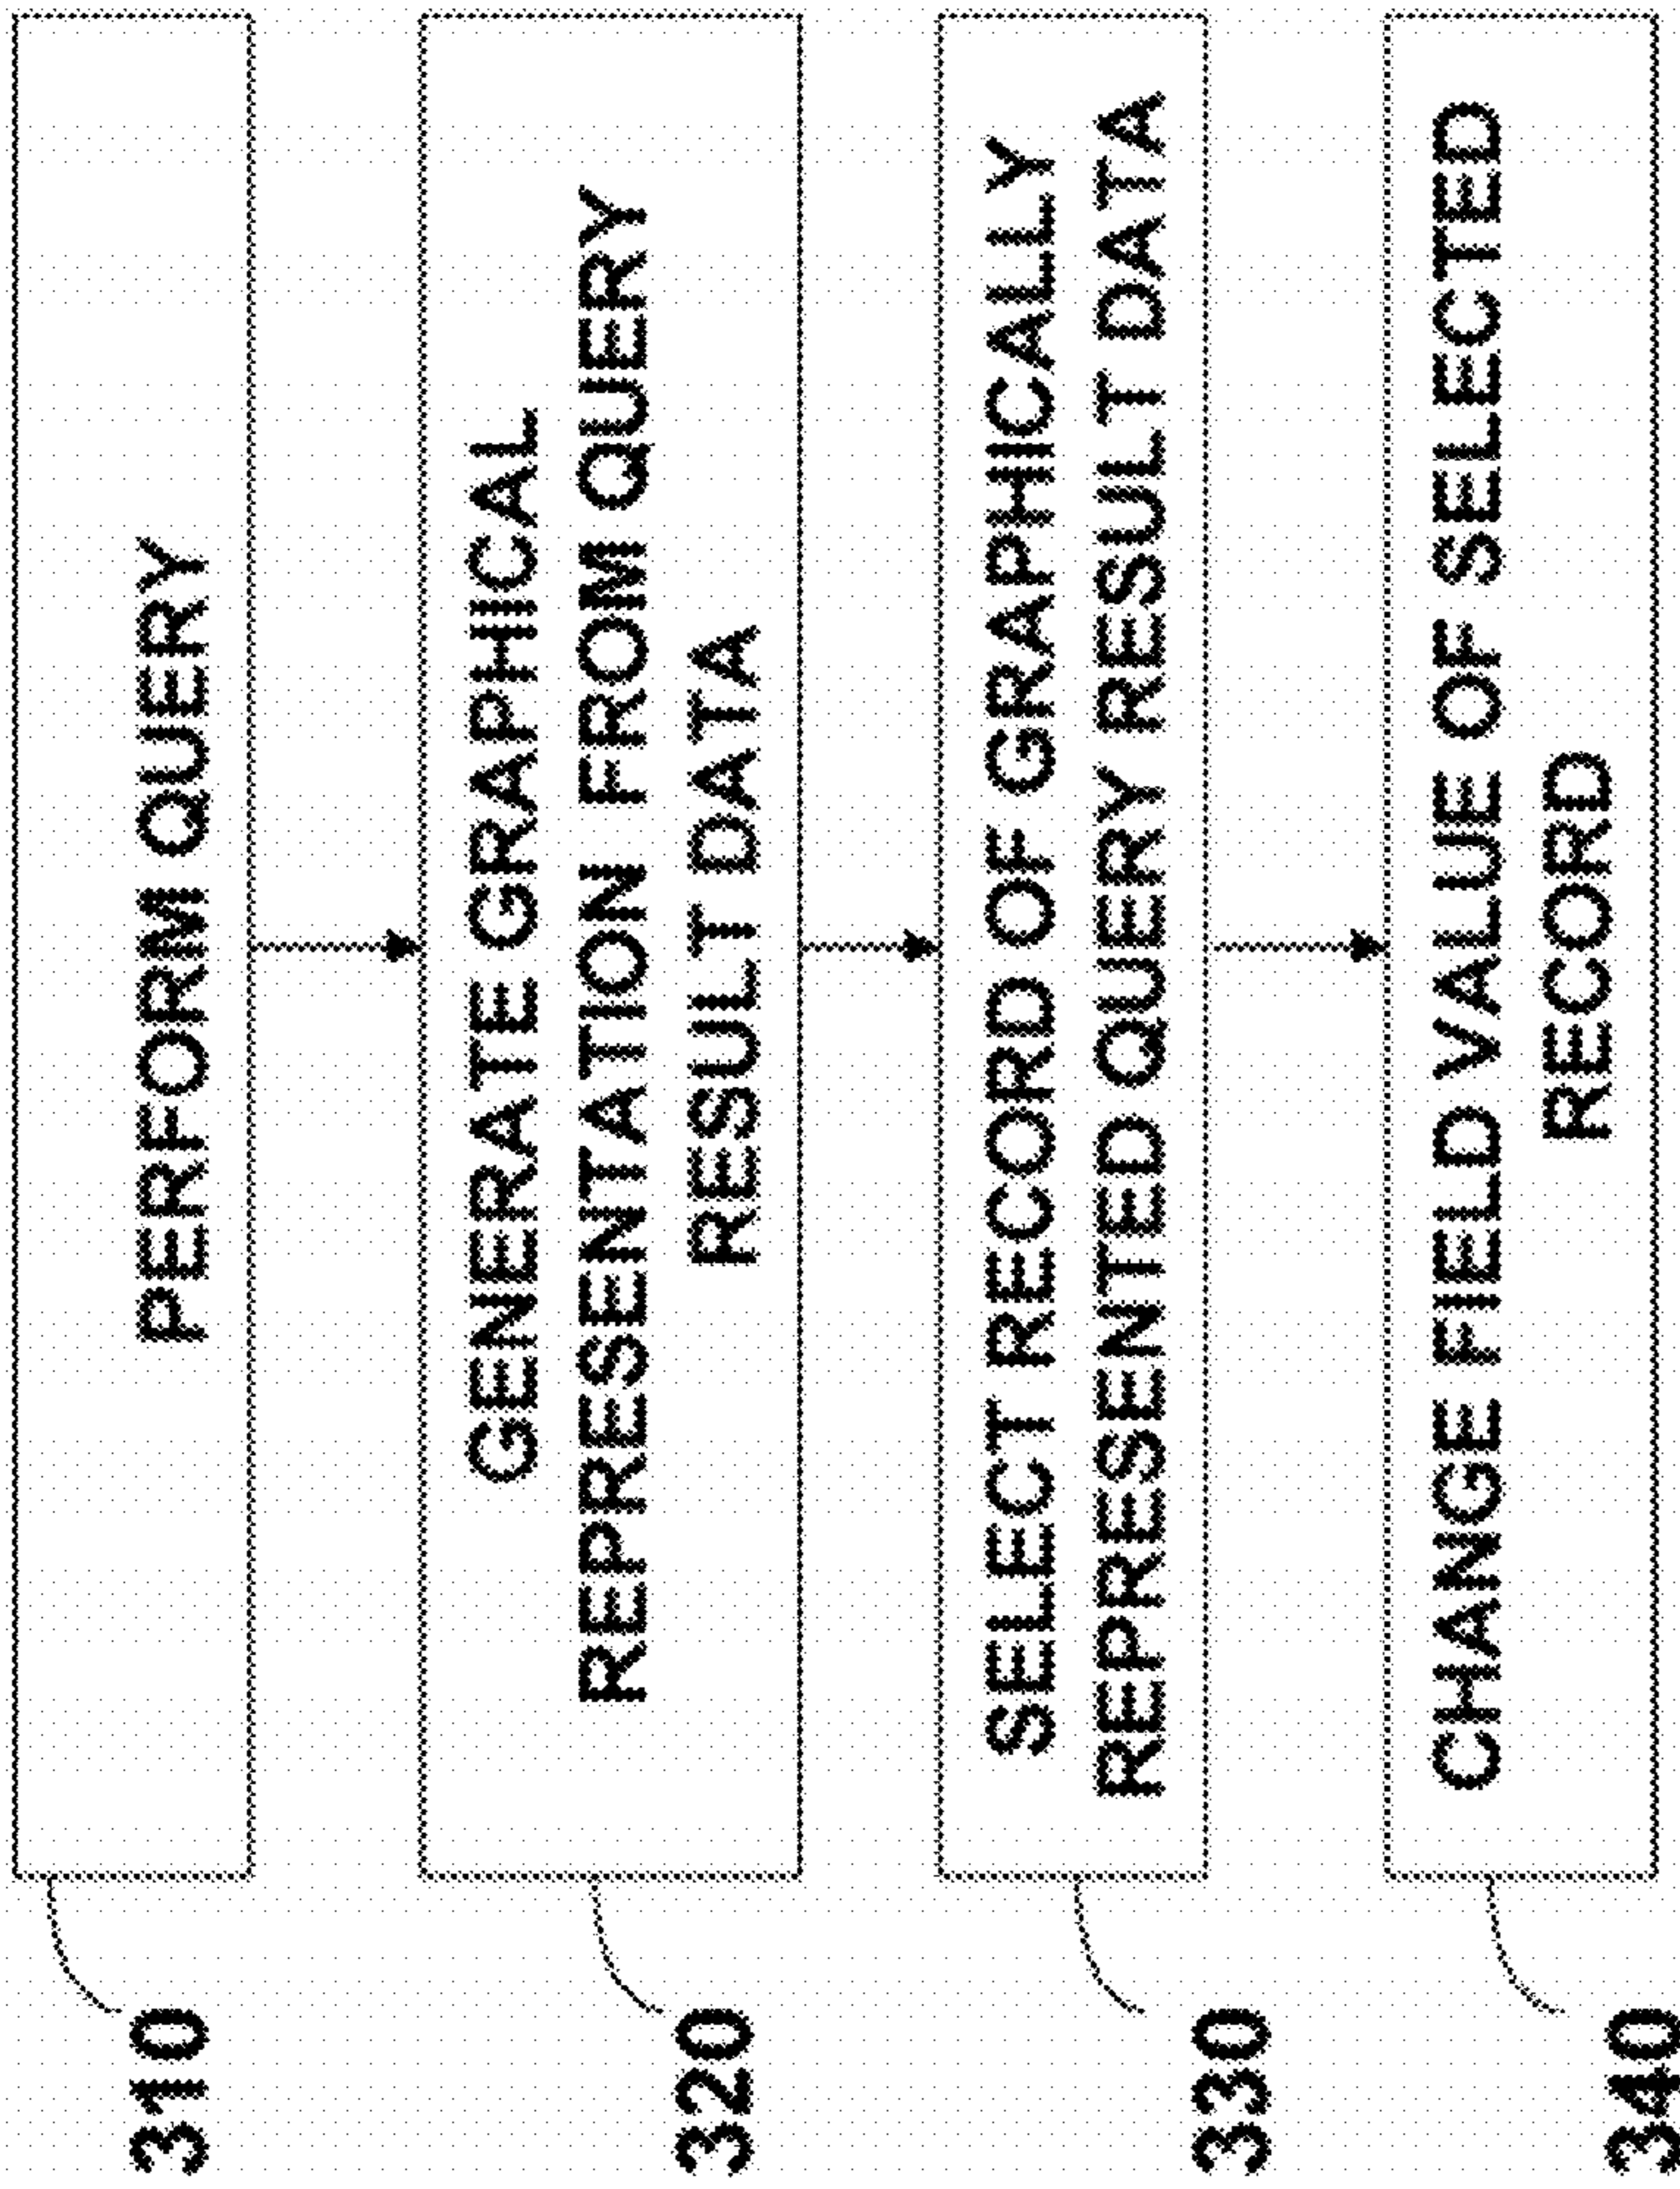 310
PERFORM QUERY
320
GENERATE GRAPHICAL
REPRESENTATION FROM QUERY
RESULT DATA
330
SELECT RECORD OF GRAPHICALLY
REPRESENTED QUERY RESULT DATA
340
CHANGE FIELD VALUE OF SELECTED
RECORD